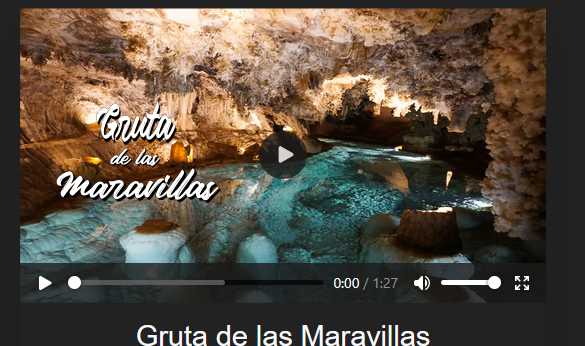 Gruta
de las
Maravillas
0:00 / 1:27
Gruta de las Maravillas